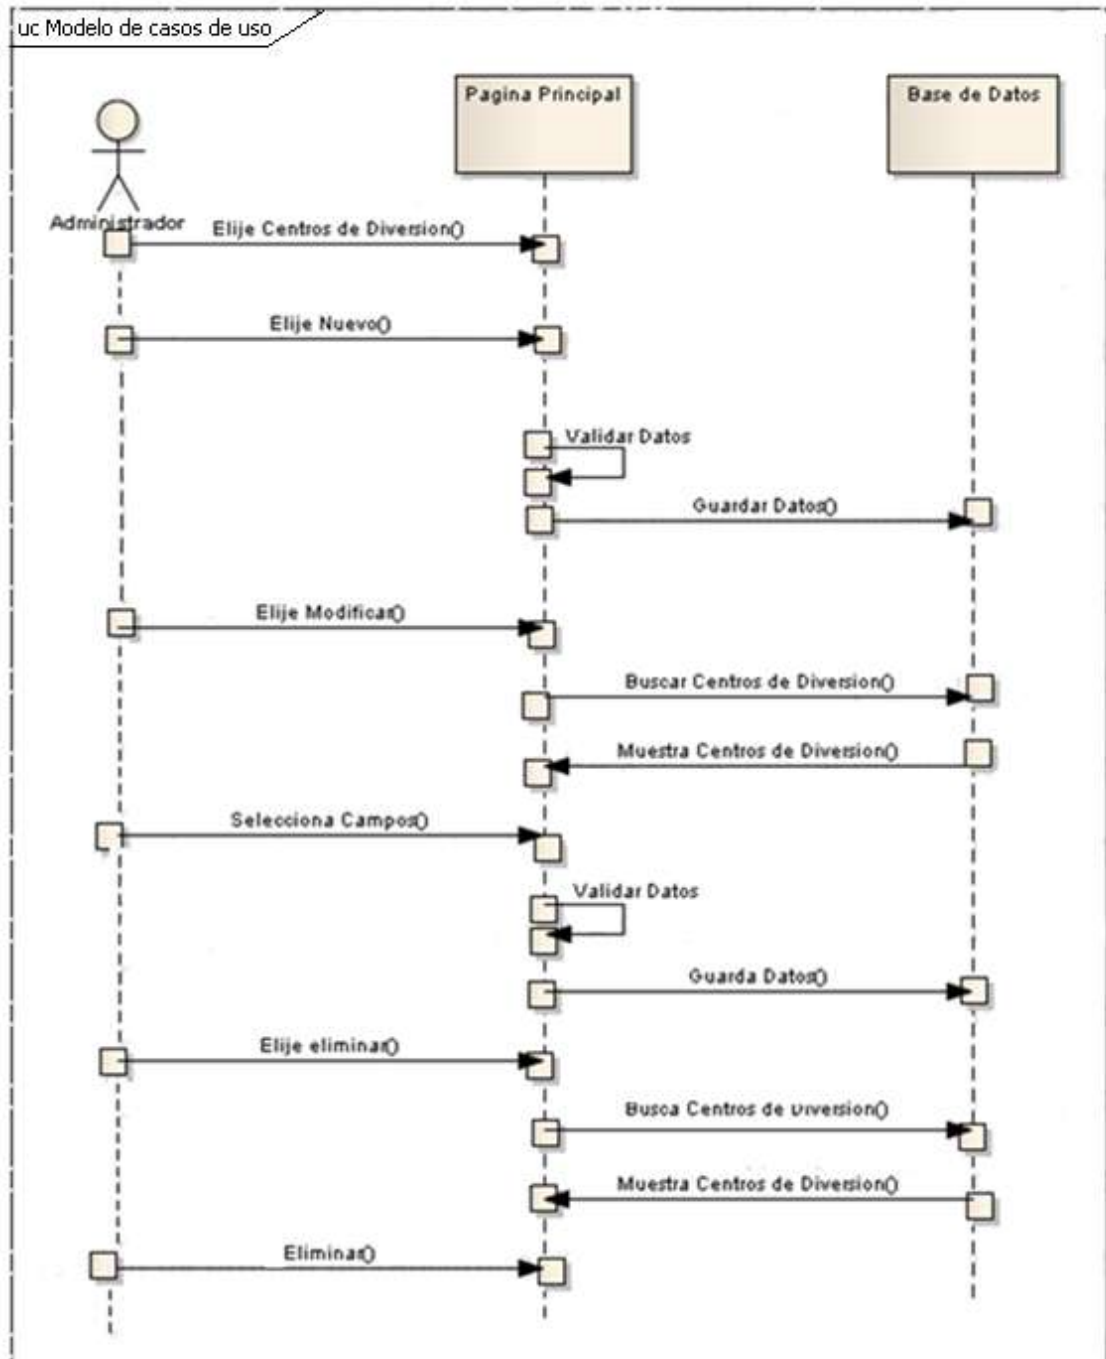 uc Modelo de casos de uso
Pagina Principal
Base de Datos
Administrador
Elije Centros de Diversion()
Elije Nuevo()
Validar Datos
Guardar Datos()
Elije Modificar()
Buscar Centros de Diversion()
Muestra Centros de Diversion()
Selecciona Campos()
Validar Datos
Guarda Datos()
Elije eliminar()
Busca Centros de Diversion()
Muestra Centros de Diversion()
Eliminar()